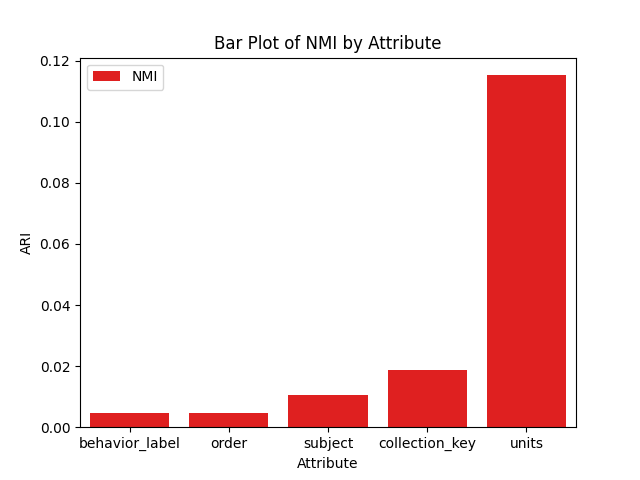 Bar Plot of NMI by Attribute
NMI
0.12
0.10
0.08
0.06
0.04
0.02
0.00
ARI
behavior_label order subject collection_key units
Attribute